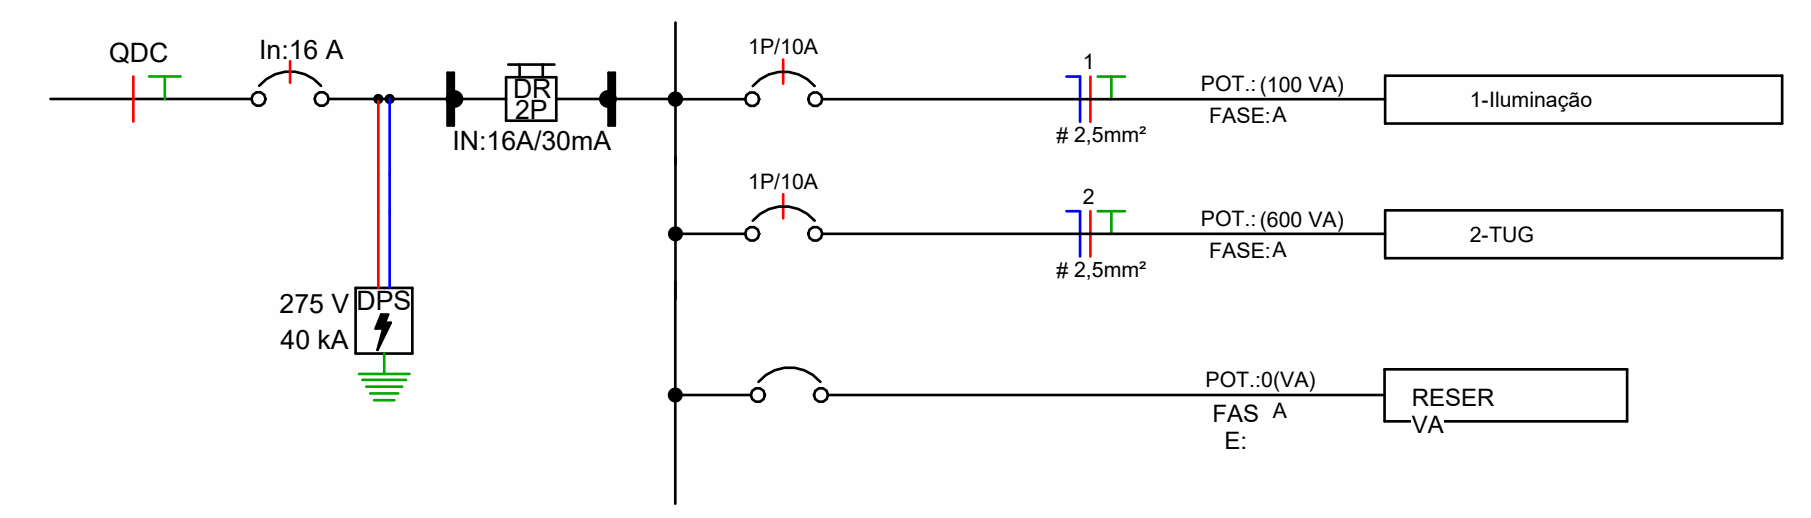 QDC
In:16 A
DR
2P
IN:16A/30mA
275 V
40 kA
DPS
1P/10A
1
# 2,5mm²
POT.: (100 VA)
FASE: A
1-Iluminação
1P/10A
2
# 2,5mm²
POT.: (600 VA)
FASE: A
2-TUG
POT.:0(VA)
FAS A
E:
RESER
VA